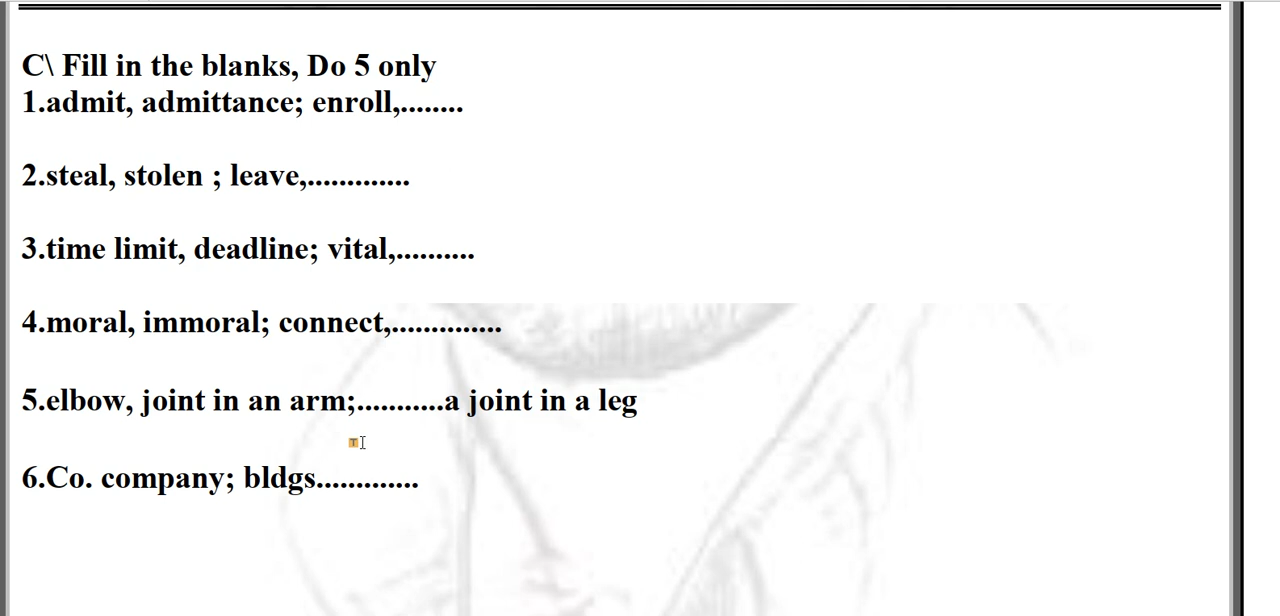 C\ Fill in the blanks, Do 5 only
1.admit, admittance; enroll,........
2.steal, stolen ; leave,.............
3.time limit, deadline; vital,..........
4.moral, immoral; connect,..............
5.elbow, joint in an arm;...........a joint in a leg
6.Co. company; bldgs.............